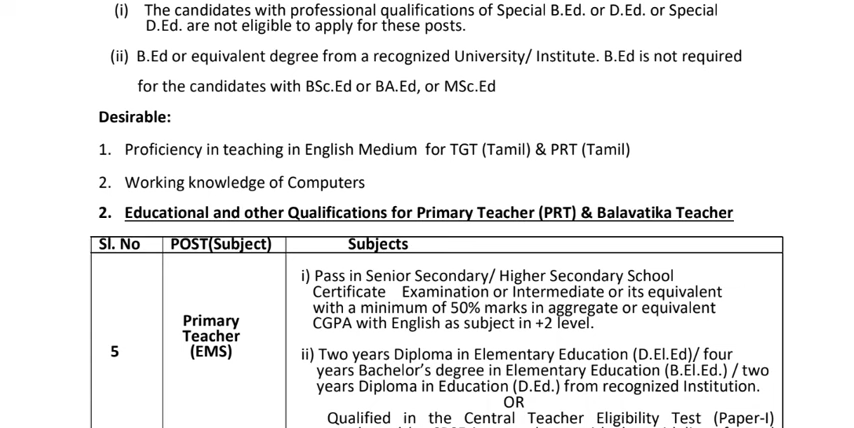 (i) The candidates with professional qualifications of Special B.Ed. or D.Ed. or Special
D.Ed. are not eligible to apply for these posts.
(ii) B.Ed or equivalent degree from a recognized University/ Institute. B.Ed is not required
for the candidates with BSc.Ed or BA.Ed, or MSc.Ed
Desirable:
1. Proficiency in teaching in English Medium for TGT (Tamil) & PRT (Tamil)
2. Working knowledge of Computers
2. Educational and other Qualifications for Primary Teacher (PRT) & Balavatika Teacher
Sl. No POST(Subject) Subjects
5
Primary
Teacher
(EMS)
i) Pass in Senior Secondary/ Higher Secondary School
Certificate Examination or Intermediate or its equivalent
with a minimum of 50% marks in aggregate or equivalent
CGPA with English as subject in +2 level.
ii) Two years Diploma in Elementary Education (D.El.Ed)/ four
years Bachelor's degree in Elementary Education (B.El.Ed.) / two
years Diploma in Education (D.Ed.) from recognized Institution.
OR
Qualified in the Central Teacher Eligibility Test (Paper-I)